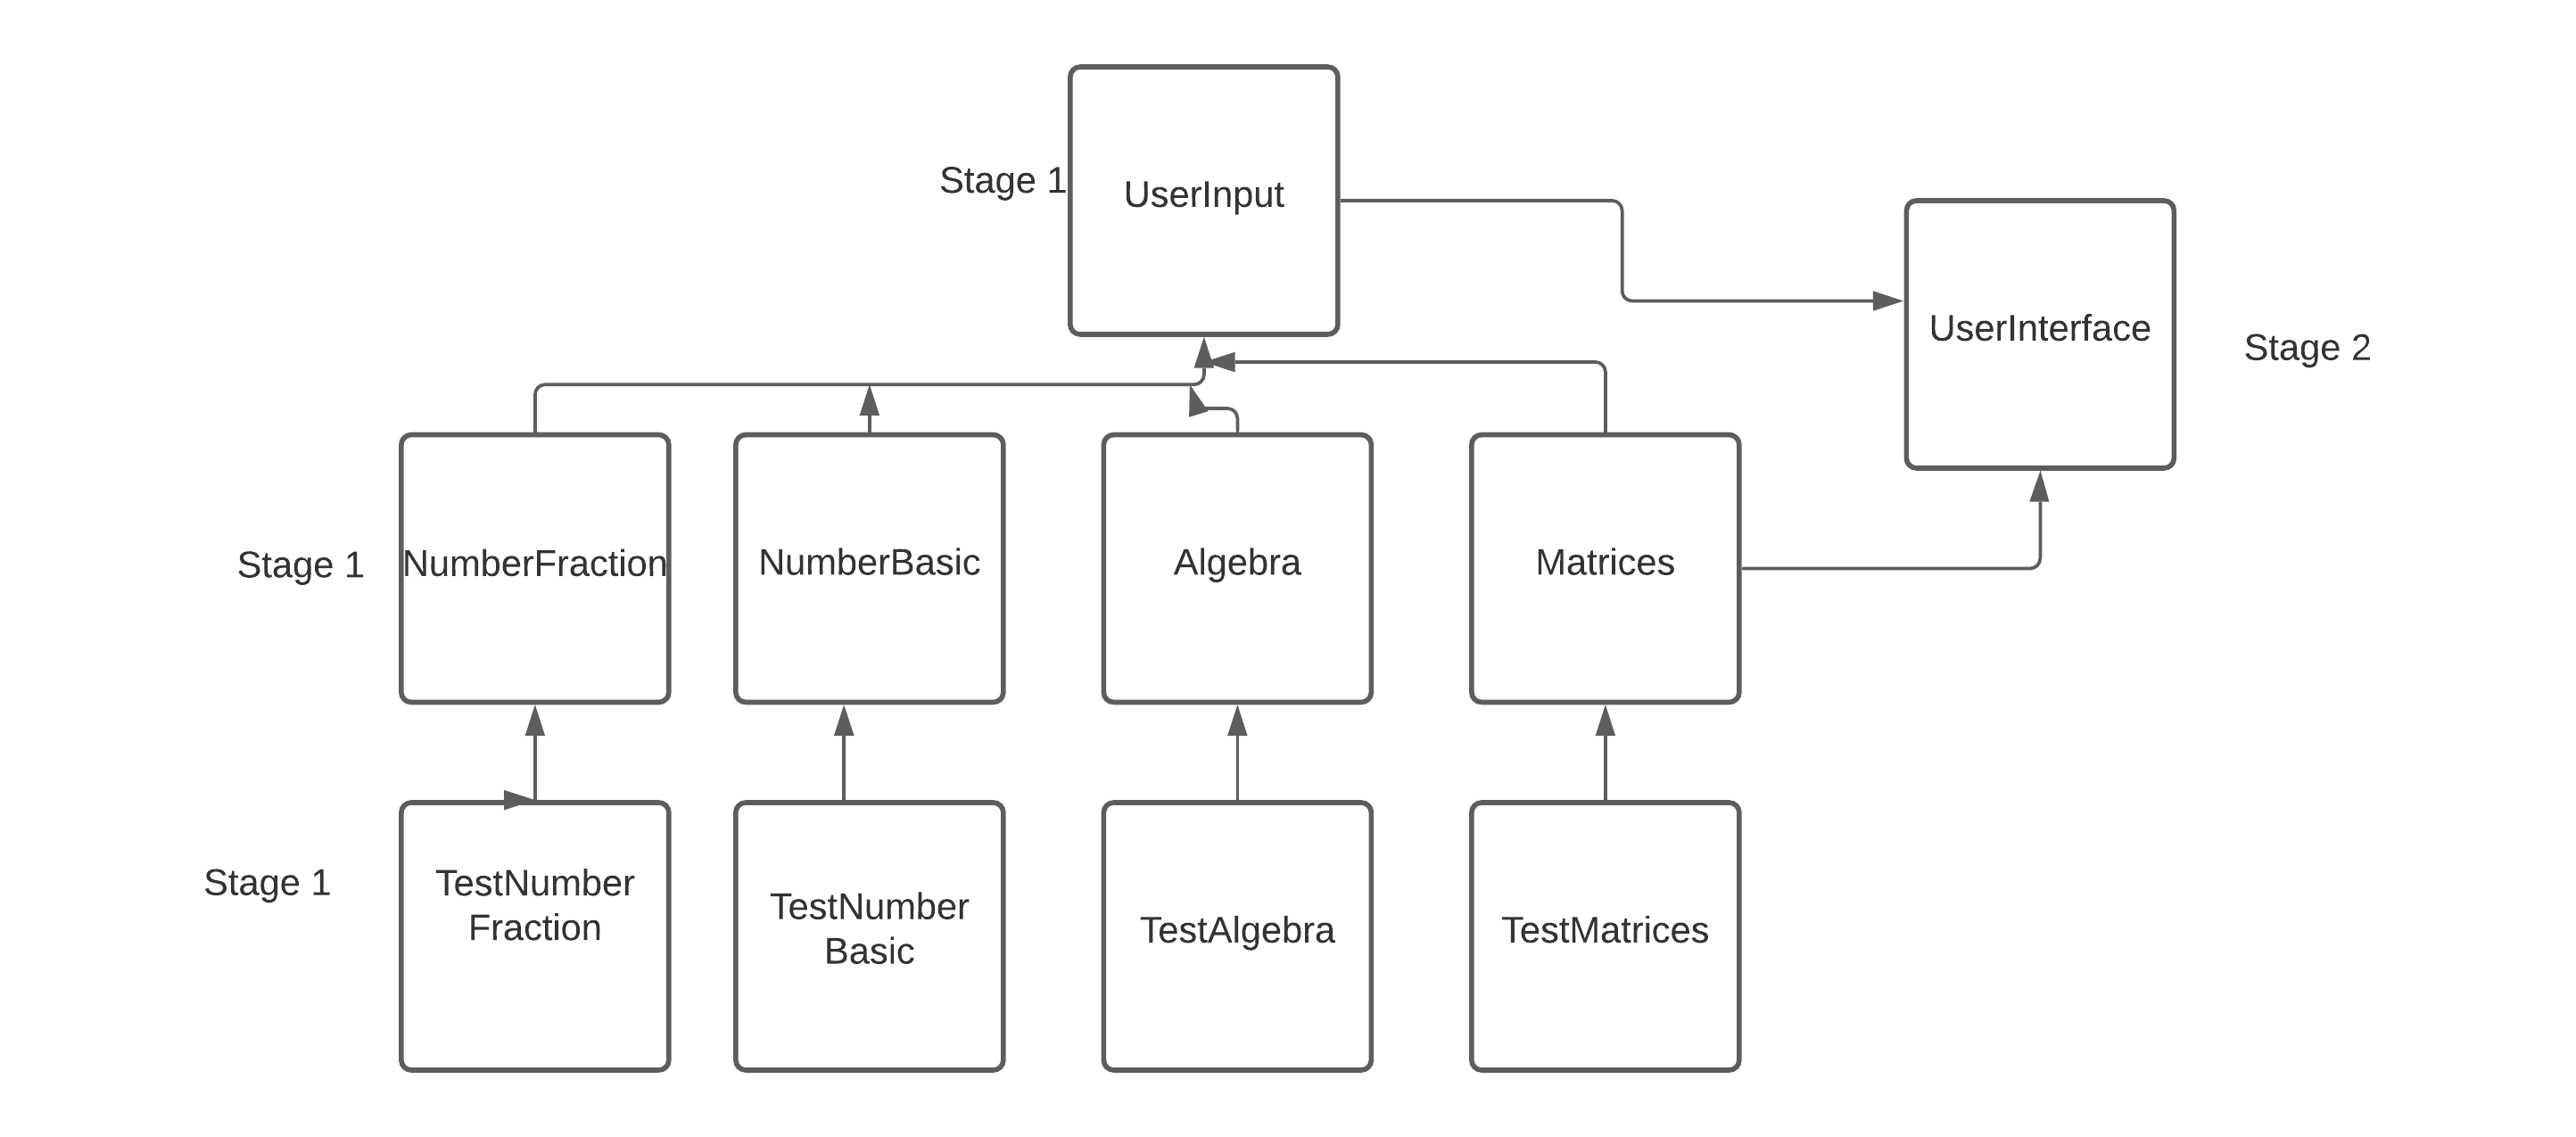 Stage 1
UserInput
UserInterface
Stage 2
Stage 1
NumberFraction
NumberBasic
Algebra
Matrices
Stage 1
TestNumber
Fraction
TestNumber
Basic
TestAlgebra
TestMatrices